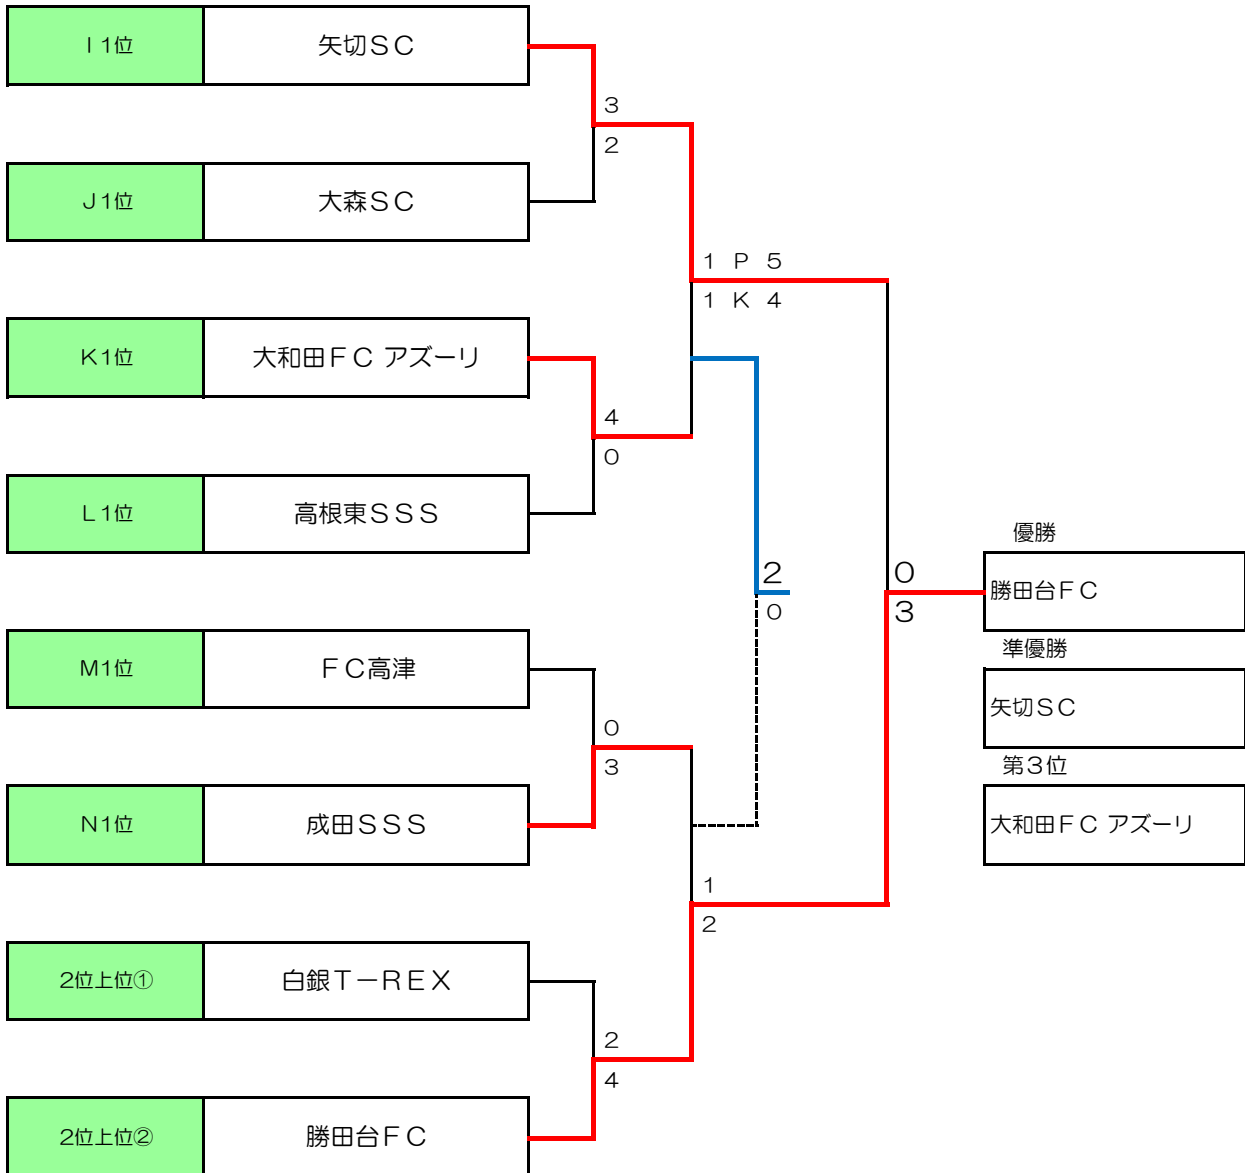 Ｉ1位 矢切ＳＣ
3
2
Ｊ1位 大森ＳＣ
1 Ｐ 5
1 Ｋ 4
Ｋ1位 大和田ＦＣ アズーリ
4
0
Ｌ1位 高根東ＳＳＳ
優勝
2
0
0
3
勝田台ＦＣ
準優勝
Ｍ1位 ＦＣ高津
矢切ＳＣ
0
3
第３位
Ｎ1位 成田ＳＳＳ
大和田ＦＣ アズーリ
1
2
2位上位① 白銀Ｔ－ＲＥＸ
2
4
2位上位② 勝田台ＦＣ